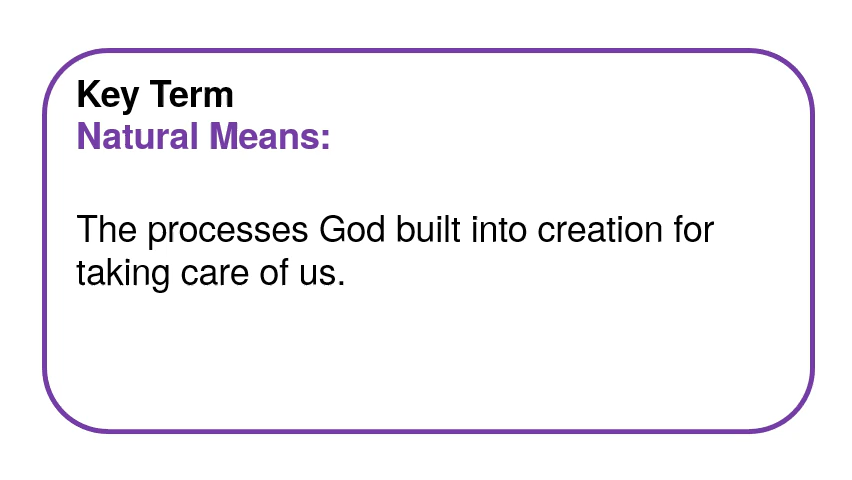 Key Term
Natural Means:
The processes God built into creation for
taking care of us.